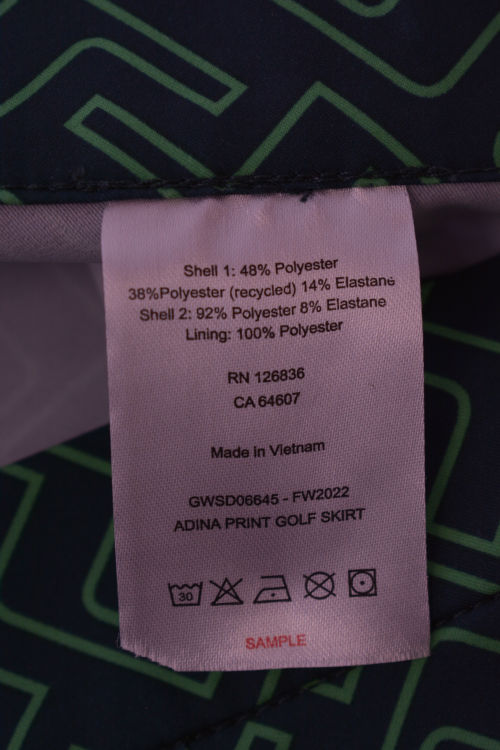 Shell 1: 48% Polyester
38%Polyester (recycled) 14% Elastane
Shell 2: 92% Polyester 8% Elastane
Lining: 100% Polyester
RN 126836
CA 64607
Made in Vietnam
GWSD06645 - FW2022
ADINA PRINT GOLF SKIRT
30
SAMPLE